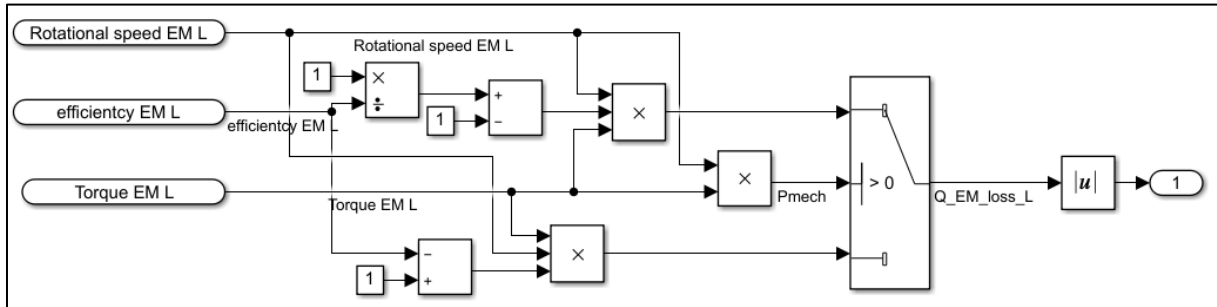 Rotational speed EM L
Rotational speed EM L
1
×
÷
efficientcy EM L
efficientcy EM L
1
+
−
×
Torque EM L
Torque EM L
×
Pmech
> 0
Q_EM_loss_L
|u|
1
1
−
+
×